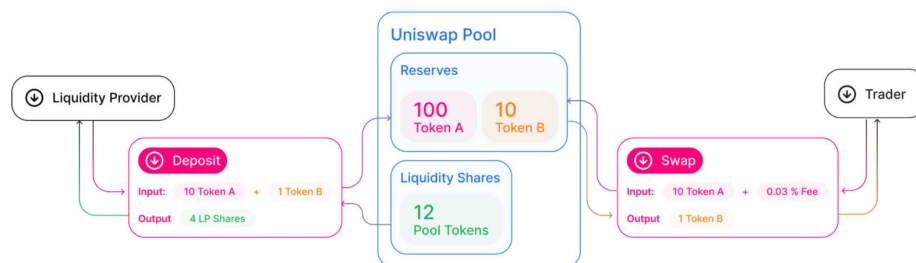 Uniswap Pool
Reserves
100
Token A
10
Token B
Liquidity Provider
Trader
Deposit
Input: 10 Token A + 1 Token B
Output 4 LP Shares
Liquidity Shares
12
Pool Tokens
Swap
Input: 10 Token A + 0.03 % Fee
Output 1 Token B